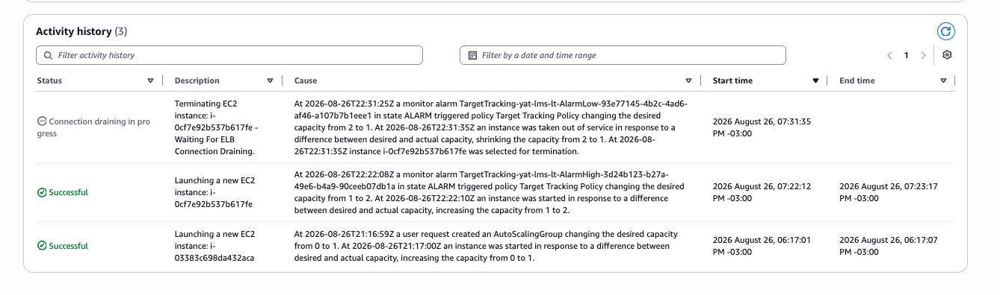 Activity history (3)
Filter activity history
Filter by a date and time range
1
Status
Description
Cause
Start time
End time
Connection draining in pro
gress
Terminating EC2
instance: i-
0cf7e92b537b617fe -
Waiting For ELB
Connection Draining.
At 2026-08-26T22:31:25Z a monitor alarm TargetTracking-yat-lms-lt-AlarmLow-93e77145-4b2c-4ad6-
af46-a107b7b1eee1 in state ALARM triggered policy Target Tracking Policy changing the desired
capacity from 2 to 1. At 2026-08-26T22:31:35Z an instance was taken out of service in response to a
difference between desired and actual capacity, shrinking the capacity from 2 to 1. At 2026-08-
26T22:31:35Z instance i-0cf7e92b537b617fe was selected for termination.
2026 August 26, 07:31:35
PM -03:00
Successful
Launching a new EC2
instance: i-
0cf7e92b537b617fe
At 2026-08-26T22:22:08Z a monitor alarm TargetTracking-yat-lms-lt-AlarmHigh-3d24b123-b27a-
49e6-b4a9-90ceeb07db1a in state ALARM triggered policy Target Tracking Policy changing the desired
capacity from 1 to 2. At 2026-08-26T22:22:10Z an instance was started in response to a difference
between desired and actual capacity, increasing the capacity from 1 to 2.
2026 August 26, 07:22:12
PM -03:00
2026 August 26, 07:23:17
PM -03:00
Successful
Launching a new EC2
instance: i-
03383c698da432aca
At 2026-08-26T21:16:59Z a user request created an AutoScalingGroup changing the desired capacity
from 0 to 1. At 2026-08-26T21:17:00Z an instance was started in response to a difference between
desired and actual capacity, increasing the capacity from 0 to 1.
2026 August 26, 06:17:01
PM -03:00
2026 August 26, 06:17:07
PM -03:00